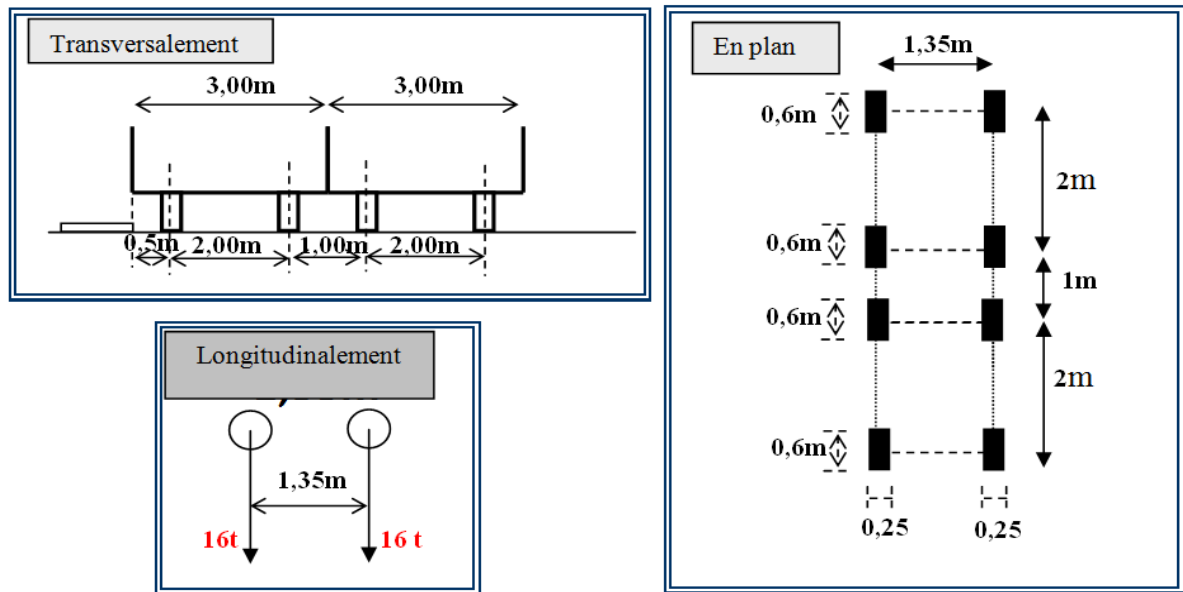 Transversalement
3,00m 3,00m
0,5m 2,00m 1,00m 2,00m
Longitudinalement
1,35m
16t 16 t
En plan
1,35m
0,6m
2m
0,6m
1m
0,6m
2m
0,6m
0,25 0,25